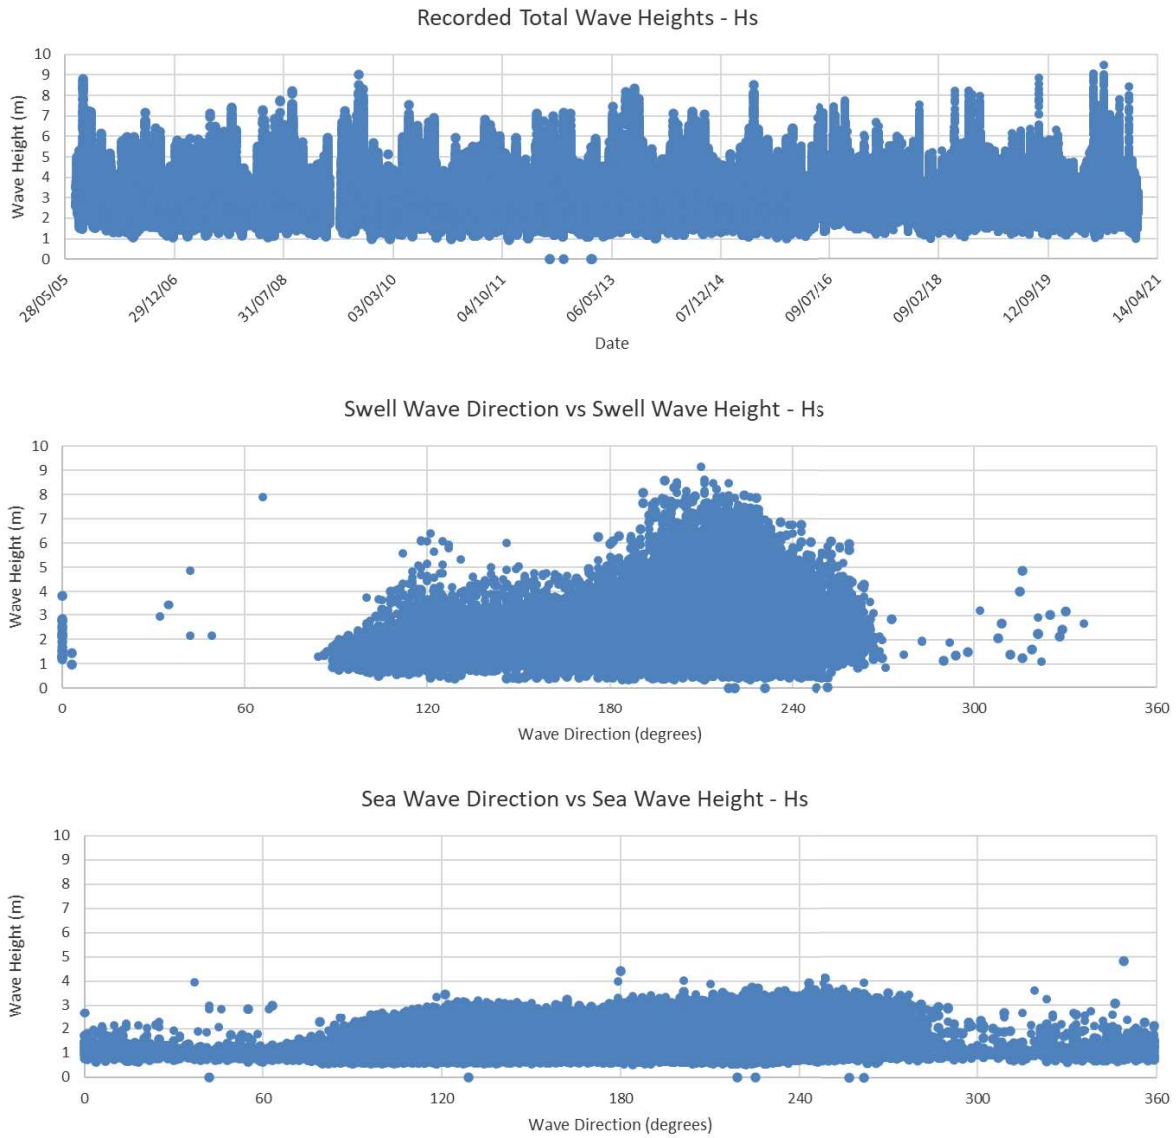 Recorded Total Wave Heights - Hs
10
9
8
7
6
5
4
3
2
1
0
Wave Height (m)
28/05/05 29/12/06 31/07/08 03/03/10 04/10/11 06/05/13 07/12/14 09/07/16 09/02/18 12/09/19 14/04/21
Date
Swell Wave Direction vs Swell Wave Height - Hs
10
9
8
7
6
5
4
3
2
1
0
Wave Height (m)
0 60 120 180 240 300 360
Wave Direction (degrees)
Sea Wave Direction vs Sea Wave Height - Hs
10
9
8
7
6
5
4
3
2
1
0
Wave Height (m)
0 60 120 180 240 300 360
Wave Direction (degrees)